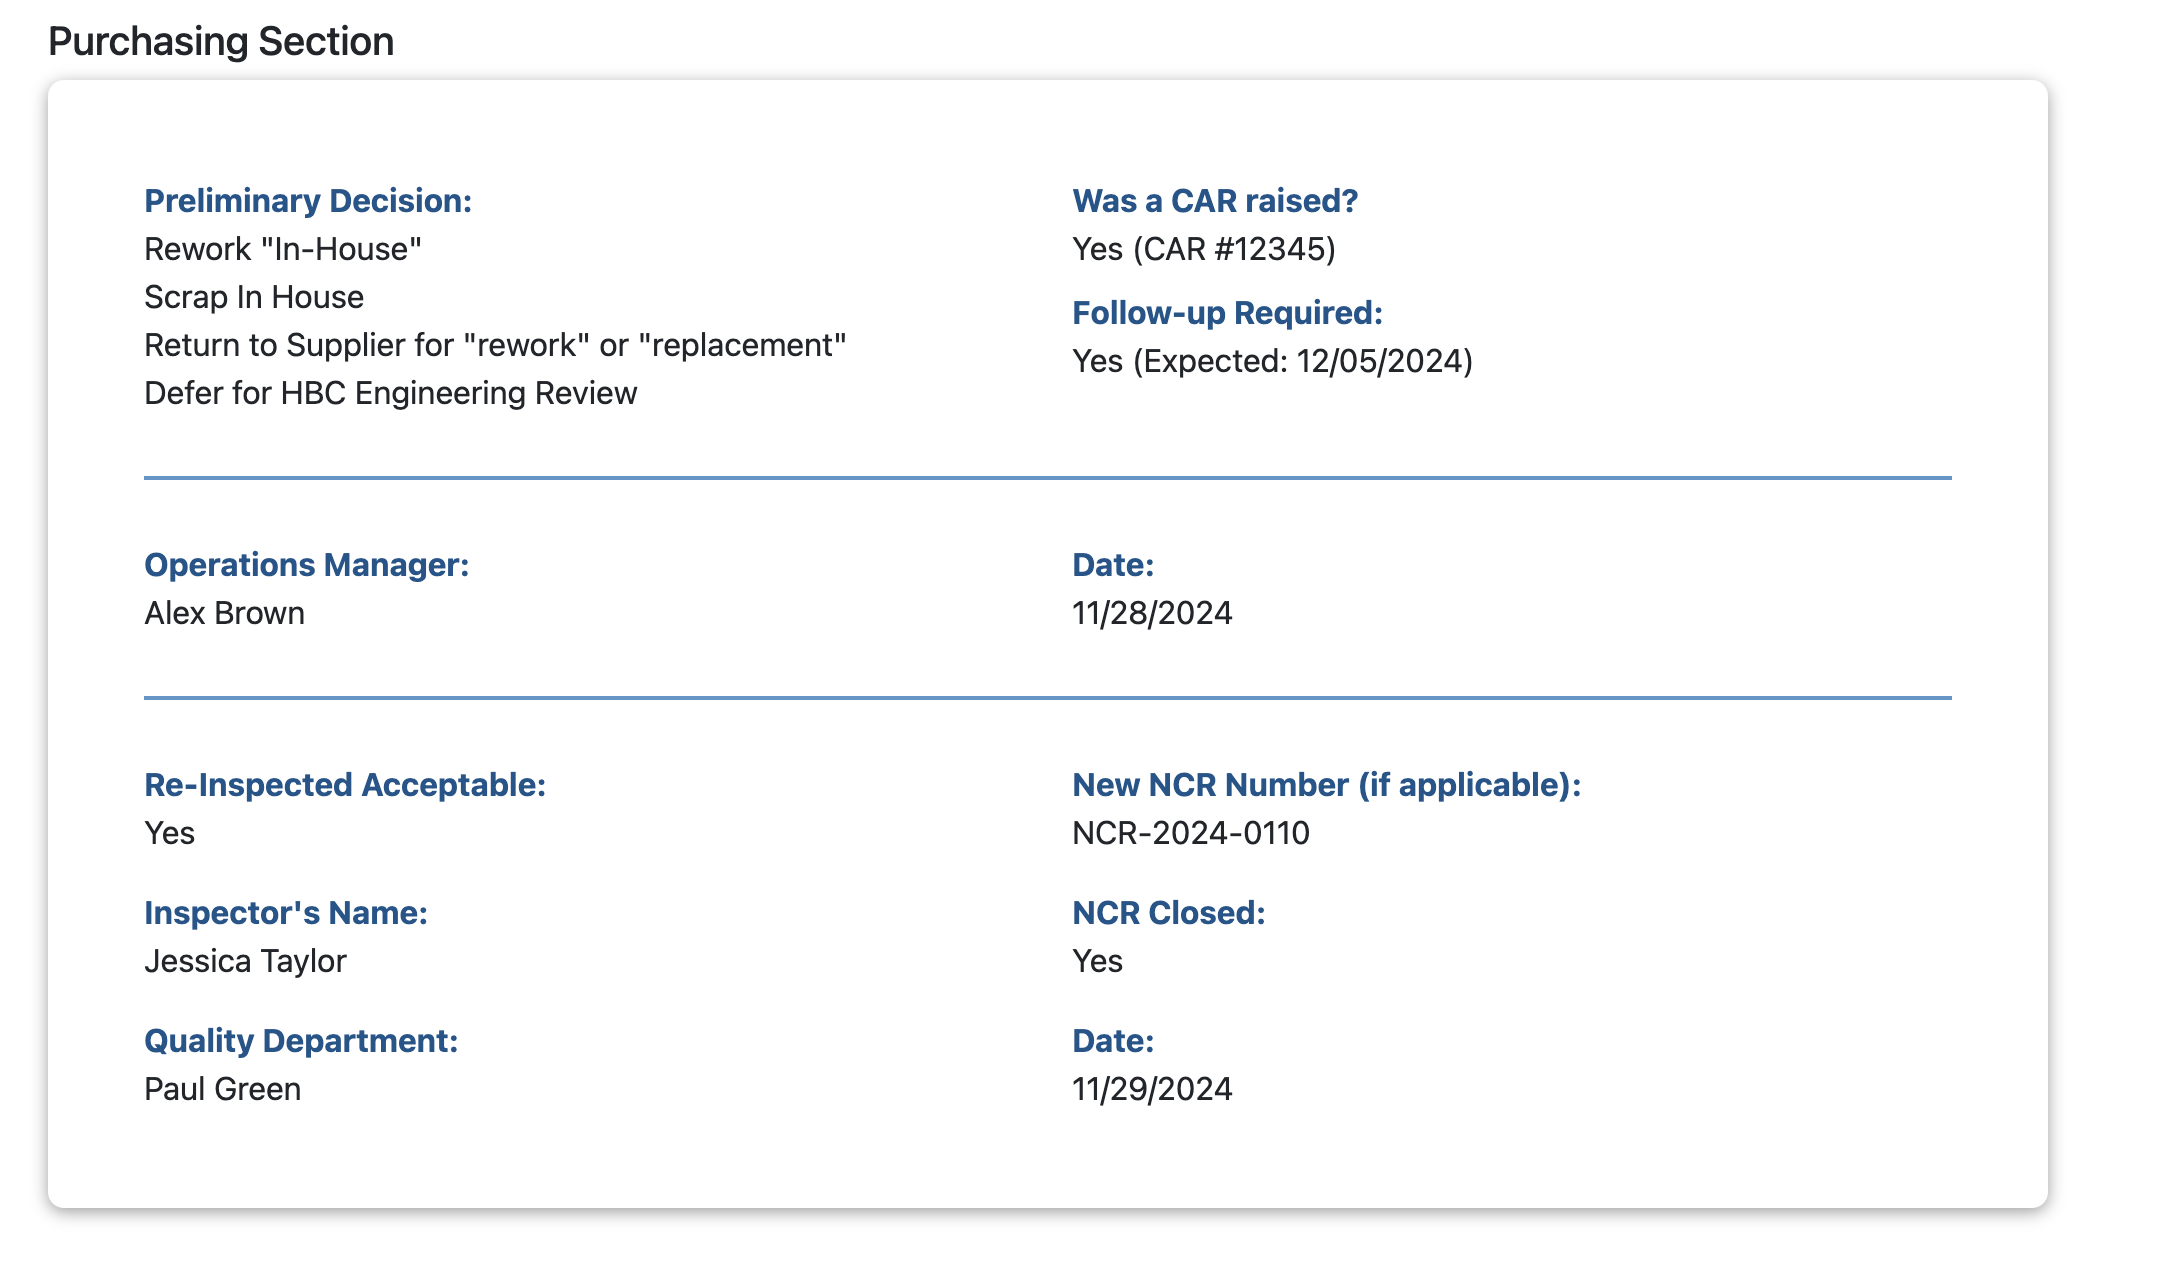 Purchasing Section
Preliminary Decision:
Rework "In-House"
Scrap In House
Return to Supplier for "rework" or "replacement"
Defer for HBC Engineering Review
Was a CAR raised?
Yes (CAR #12345)
Follow-up Required:
Yes (Expected: 12/05/2024)
Operations Manager:
Alex Brown
Date:
11/28/2024
Re-Inspected Acceptable:
Yes
New NCR Number (if applicable):
NCR-2024-0110
Inspector's Name:
Jessica Taylor
NCR Closed:
Yes
Quality Department:
Paul Green
Date:
11/29/2024